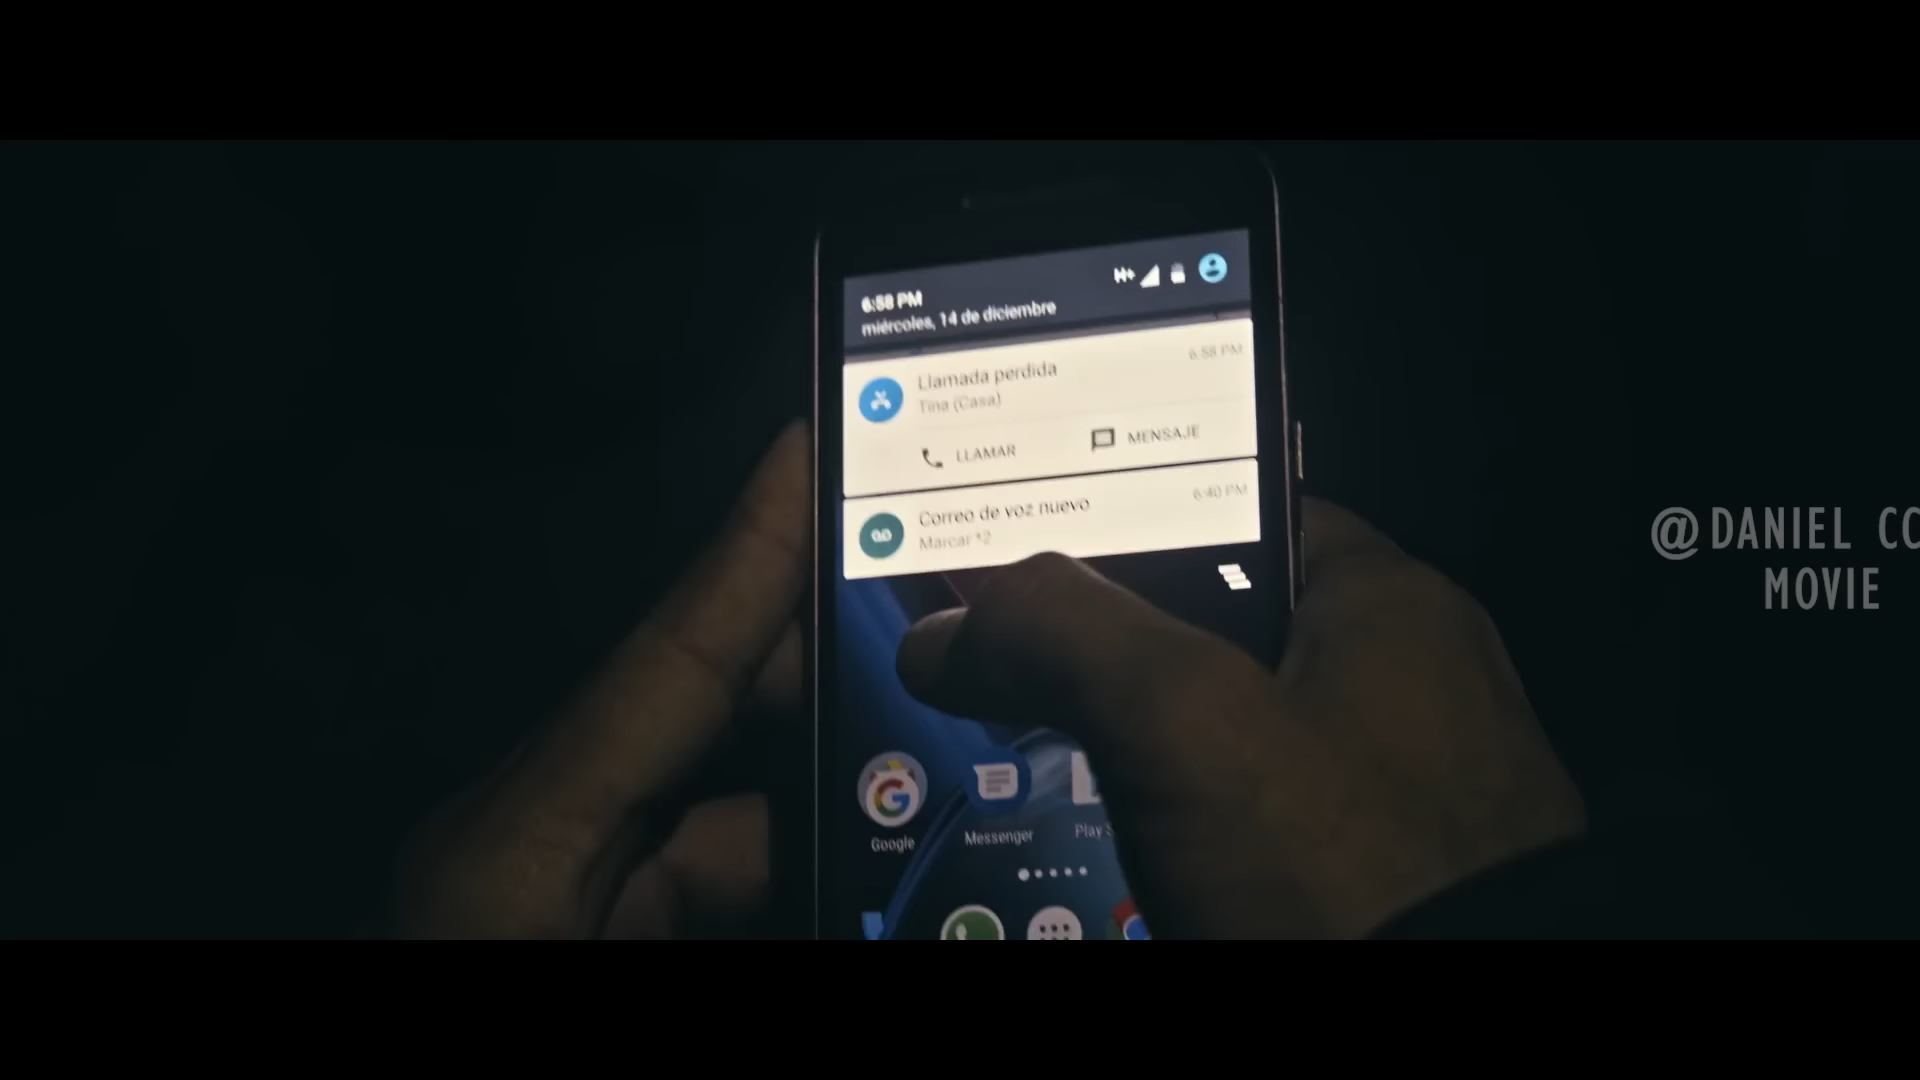 6:58 PM
miércoles, 14 de diciembre
H+
Llamada perdida
6:58 PM
Tina (Casa)
LLAMAR
MENSAJE
Correo de voz nuevo
6:40 PM
Marcar *2
Google
Messenger
Play
@DANIEL CC
MOVIE